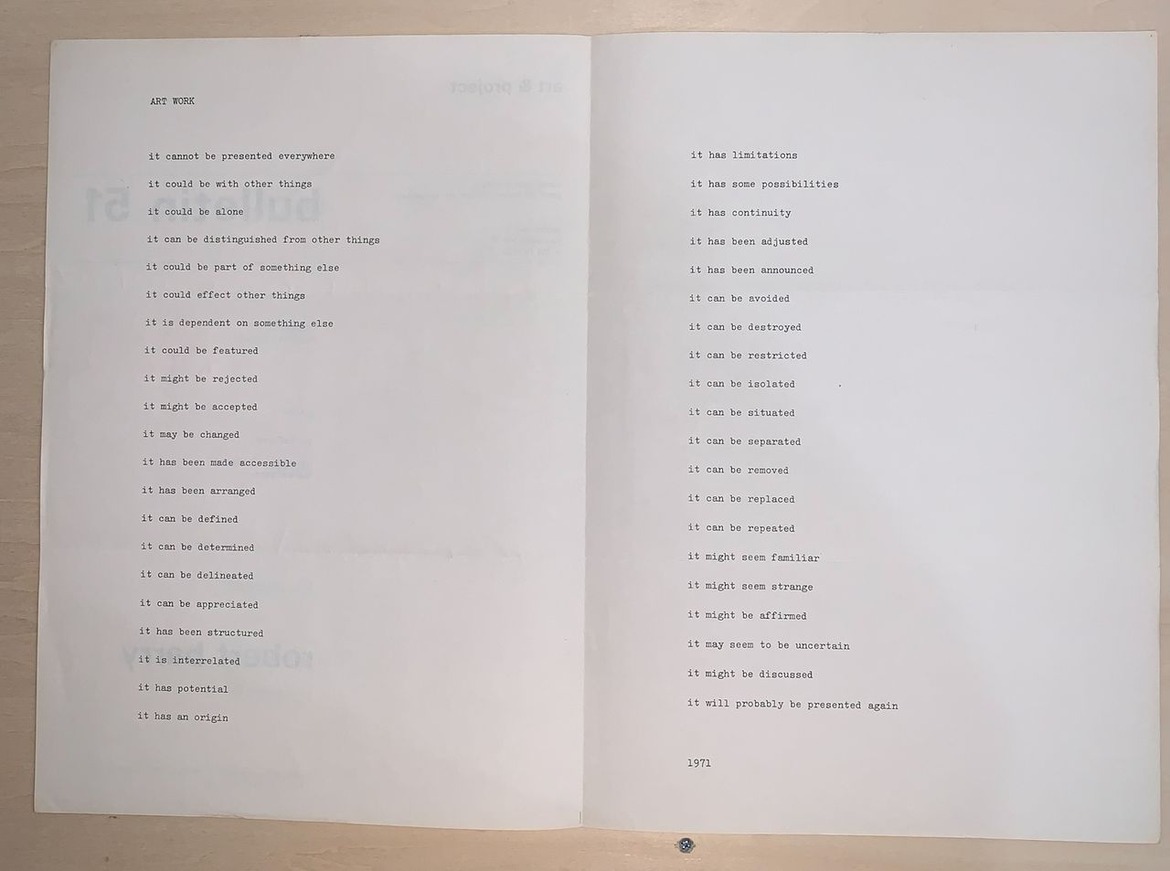 ART WORK
it cannot be presented everywhere
it could be with other things
it could be alone
it can be distinguished from other things
it could be part of something else
it could effect other things
it is dependent on something else
it could be featured
it might be rejected
it might be accepted
it may be changed
it has been made accessible
it has been arranged
it can be defined
it can be determined
it can be delineated
it can be appreciated
it has been structured
it is interrelated
it has potential
it has an origin
it has limitations
it has some possibilities
it has continuity
it has been adjusted
it has been announced
it can be avoided
it can be destroyed
it can be restricted
it can be isolated
it can be situated
it can be separated
it can be removed
it can be replaced
it can be repeated
it might seem familiar
it might seem strange
it might be affirmed
it may seem to be uncertain
it might be discussed
it will probably be presented again
1971
art & project
bulletin 51
robert barry